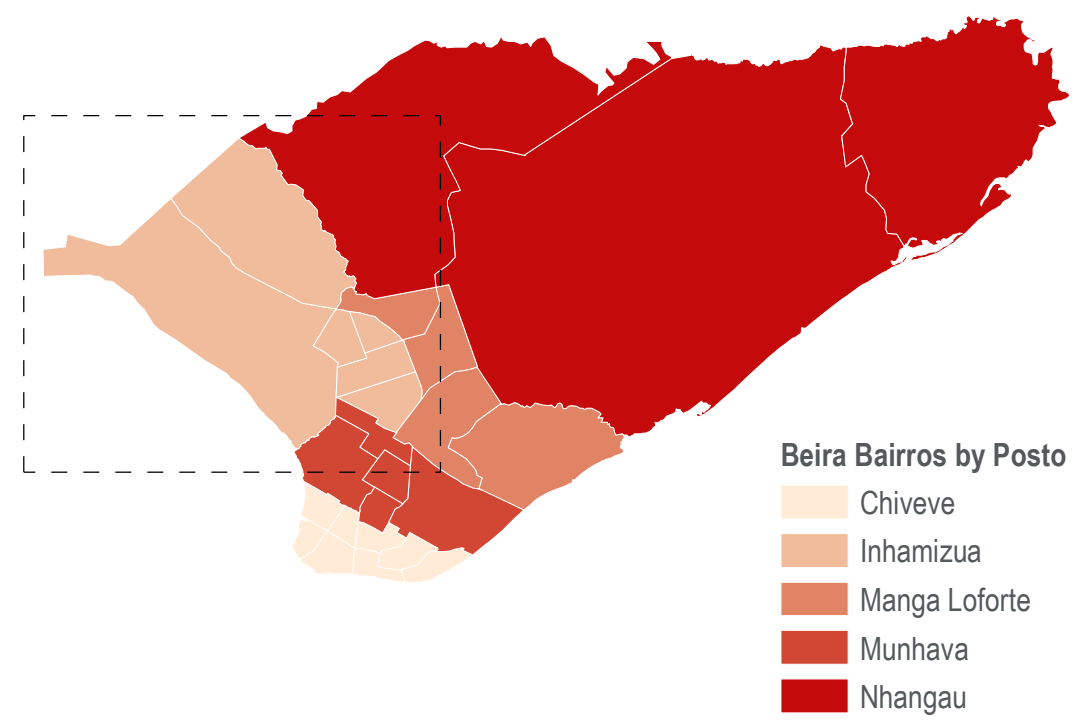 Beira Bairros by Posto
Chiveve
Inhamizua
Manga Loforte
Munhava
Nhangau